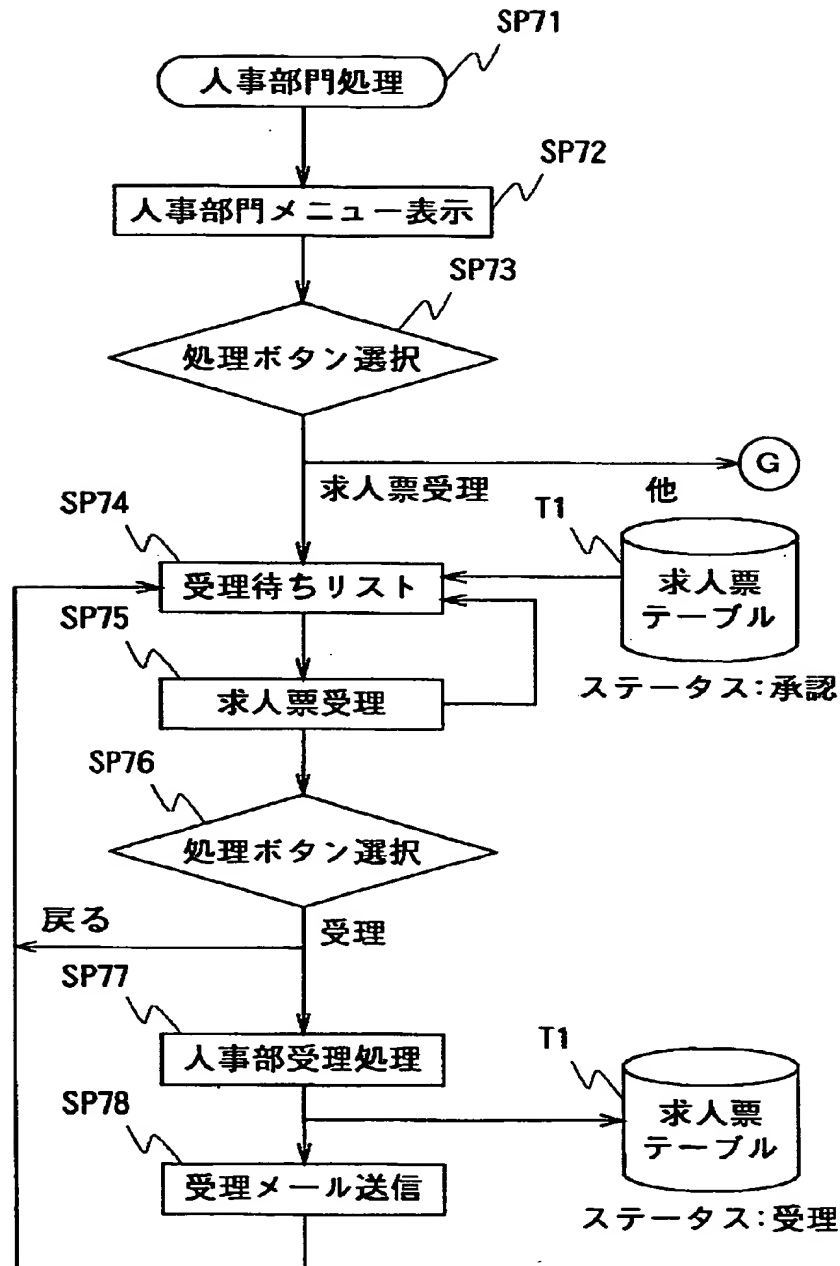 SP71
人事部門処理
SP72
人事部門メニュー表示
SP73
処理ボタン選択
G
求人票受理
他
SP74
T1
受理待ちリスト
求人票
テーブル
SP75
ステータス:承認
求人票受理
SP76
処理ボタン選択
戻る
受理
SP77
人事部受理処理
T1
求人票
テーブル
SP78
受理メール送信
ステータス:受理